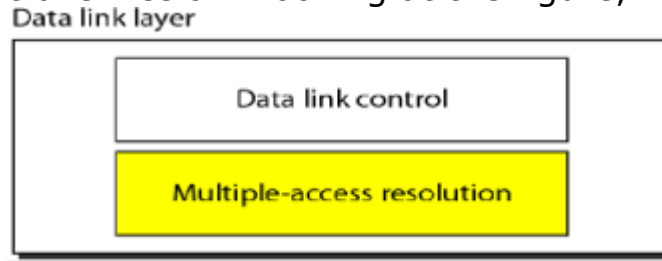 Data link layer
Data link control
Multiple-access resolution